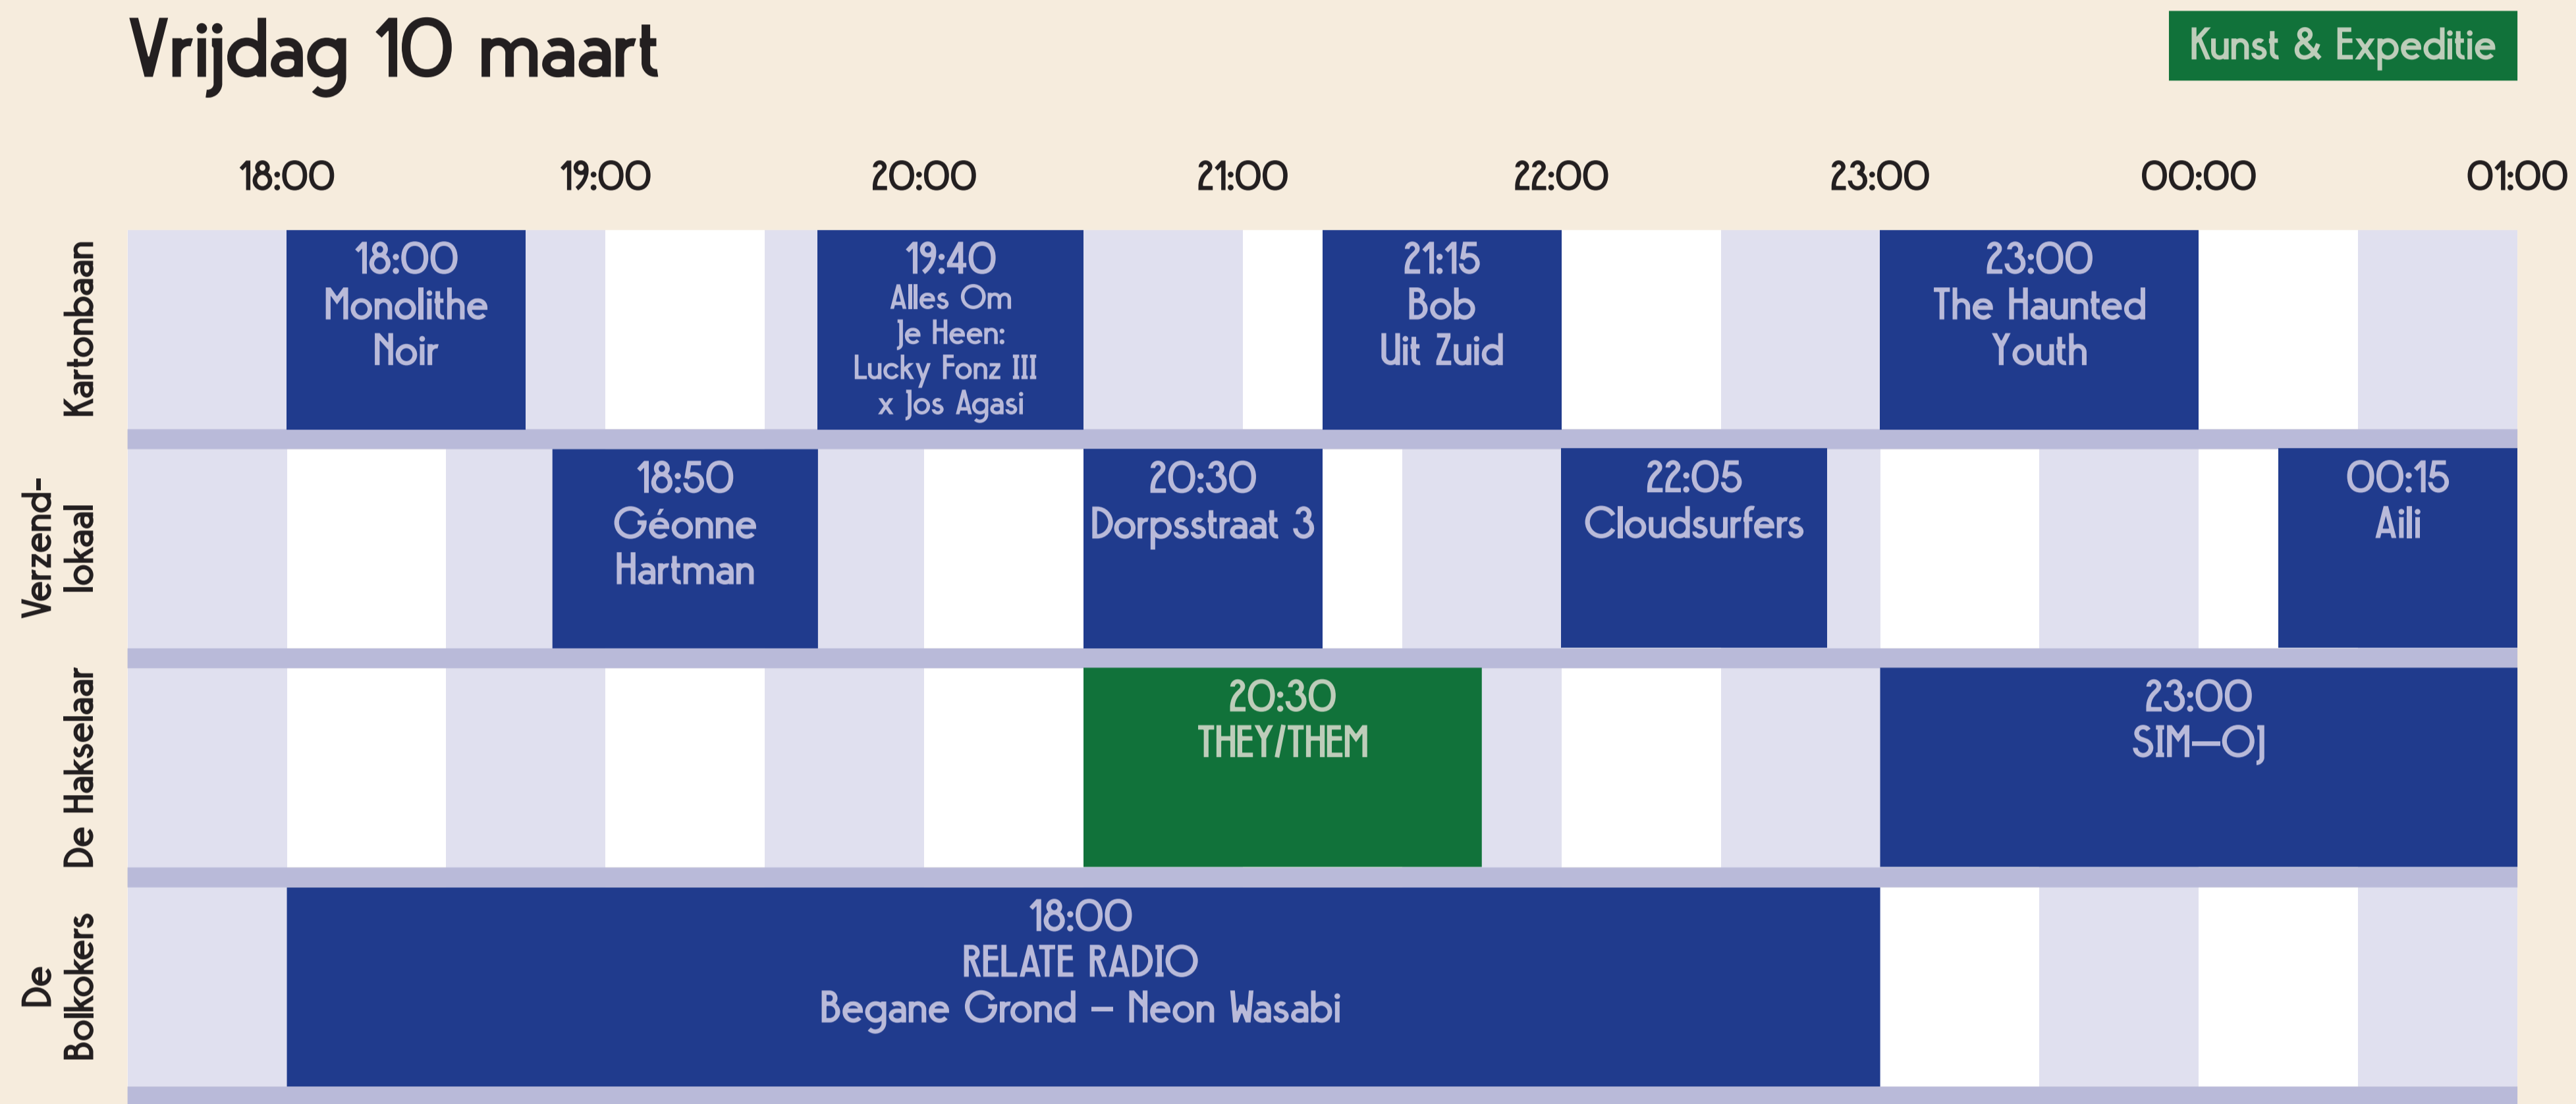 Vrijdag 10 maart
Kunst & Expeditie
18:00
19:00
20:00
21:00
22:00
23:00
00:00
01:00
Kartonbaan
18:00
Monolithe
Noir
19:40
Alles Om
Je Heen:
Lucky Fonz III
x Jos Agasi
21:15
Bob
Uit Zuid
23:00
The Haunted
Youth
Verzend-
lokaal
18:50
Géonne
Hartman
20:30
Dorpsstraat 3
22:05
Cloudsurfers
00:15
Aili
De Hakselaar
20:30
THEY/THEM
23:00
SIM—OJ
De
Bolkokers
18:00
RELATE RADIO
Begane Grond – Neon Wasabi